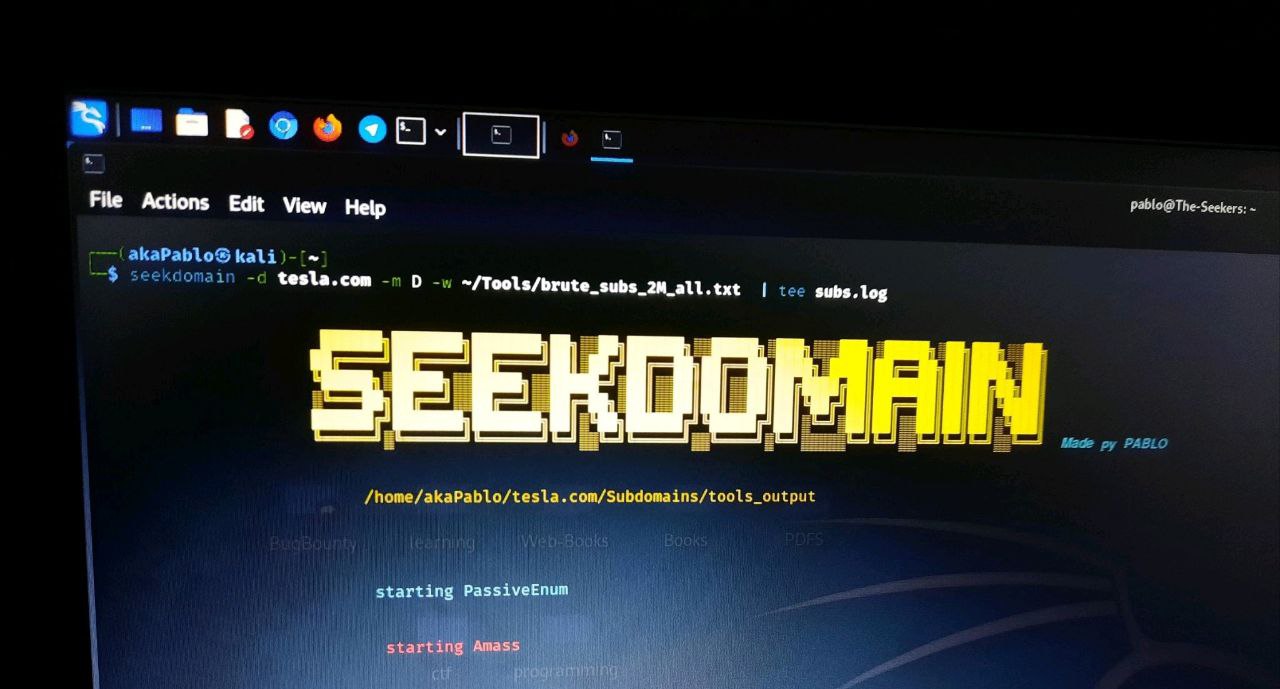 File Actions Edit View Help
pablo@The-Seekers: ~
(akaPablo㉿kali)-[~]
$ seekdomain -d tesla.com -m D -w ~/Tools/brute_subs_2M_all.txt | tee subs.log
SEEKDOMAIN
Made py PABLO
/home/akaPablo/tesla.com/Subdomains/tools_output
BugBounty learning Web-Books Books PDFS
starting PassiveEnum
starting Amass
ctf programming